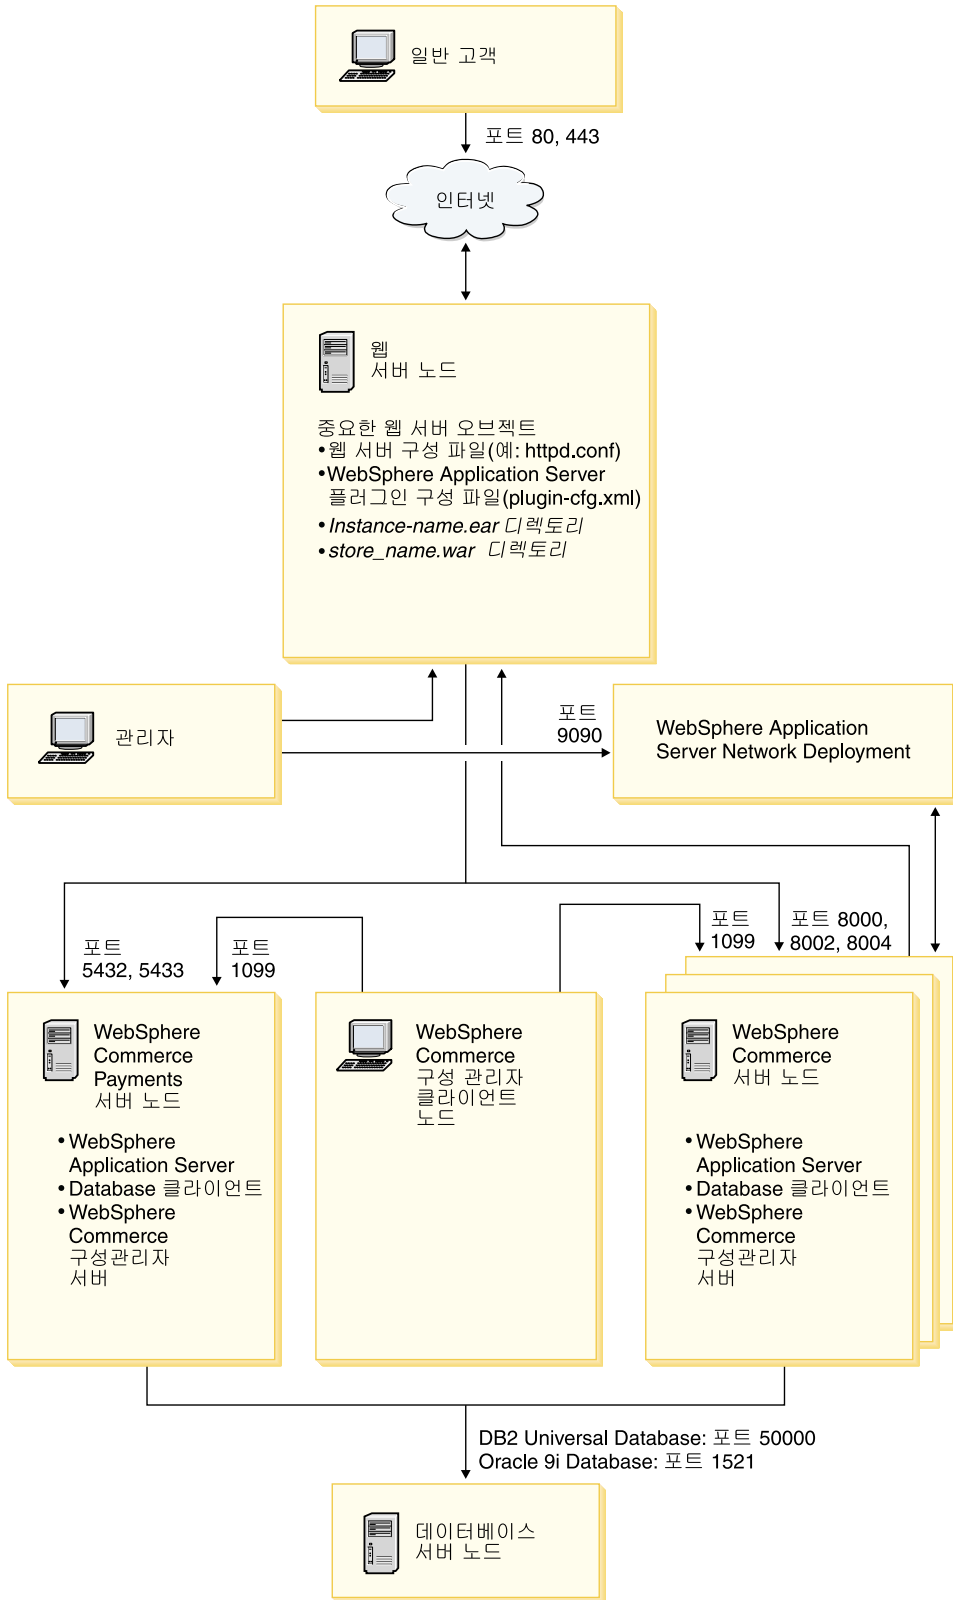 일반 고객
포트 80, 443
인터넷
웹
서버 노드
중요한 웹 서버 오브젝트
•웹 서버 구성 파일(예: httpd.conf)
•WebSphere Application Server
플러그인 구성 파일(plugin-cfg.xml)
•Instance-name.ear 디렉토리
•store_name.war 디렉토리
관리자
포트
9090
WebSphere Application
Server Network Deployment
포트
5432, 5433
포트
1099
포트
1099
포트 8000,
8002, 8004
WebSphere
Commerce
Payments
서버 노드
•WebSphere
Application Server
•Database 클라이언트
•WebSphere
Commerce
구성관리자
서버
WebSphere
Commerce
구성 관리자
클라이언트
노드
WebSphere
Commerce
서버 노드
•WebSphere
Application Server
•Database 클라이언트
•WebSphere
Commerce
구성관리자
서버
DB2 Universal Database: 포트 50000
Oracle 9i Database: 포트 1521
데이터베이스
서버 노드